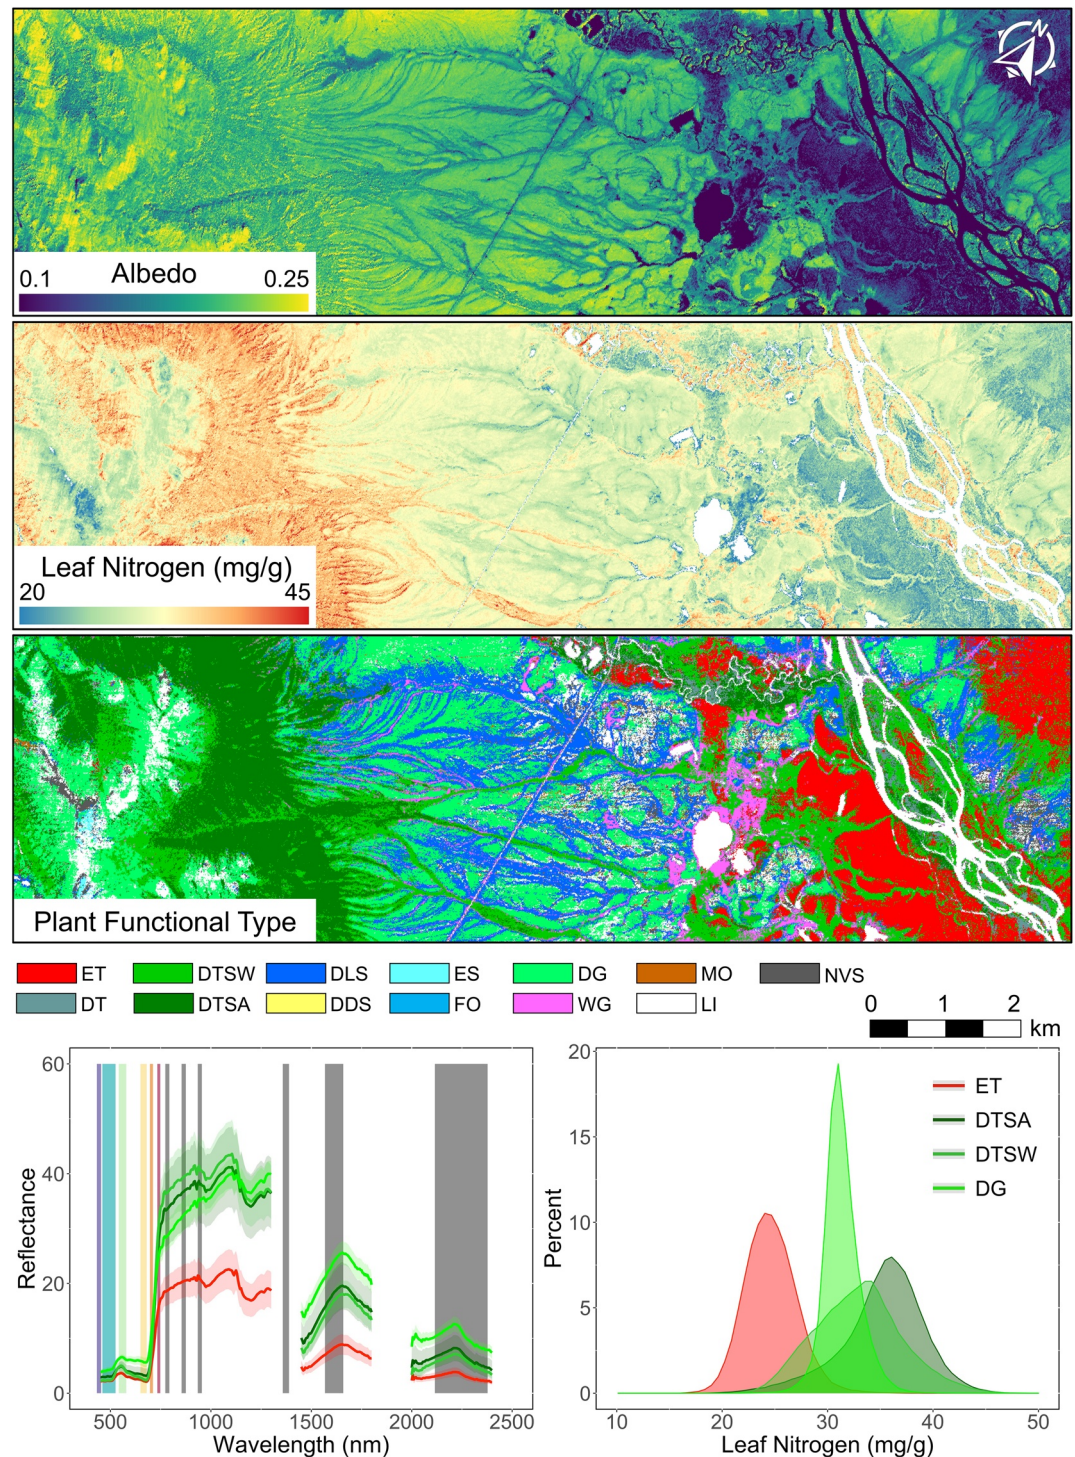 N
Albedo
0.1 0.25
Leaf Nitrogen (mg/g)
20 45
Plant Functional Type
ET DTSW DLS ES DG MO NVS
DT DTSA DDS FO WG LI
0 1 2
km
60
40
20
0
Reflectance
500 1000 1500 2000 2500
Wavelength (nm)
20
15
10
5
0
Percent
ET
DTSA
DTSW
DG
10 20 30 40 50
Leaf Nitrogen (mg/g)